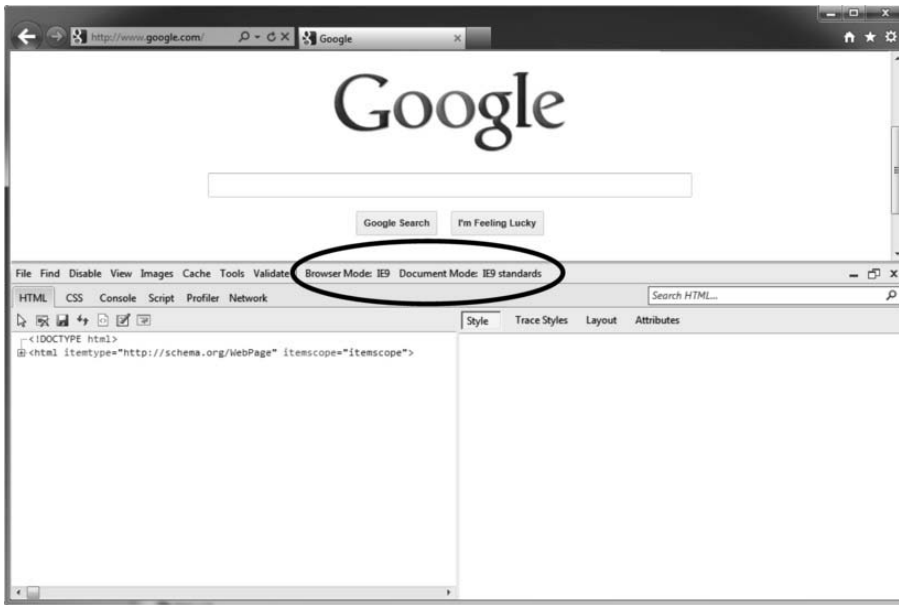 http://www.google.com/ Google
Google
Google Search I'm Feeling Lucky
File Find Disable View Images Cache Tools Validate Browser Mode: IE9 Document Mode: IE9 standards
HTML CSS Console Script Profiler Network Search HTML...
Style Trace Styles Layout Attributes
<!DOCTYPE html>
<html itemtype="http://schema.org/WebPage" itemscope="itemscope">